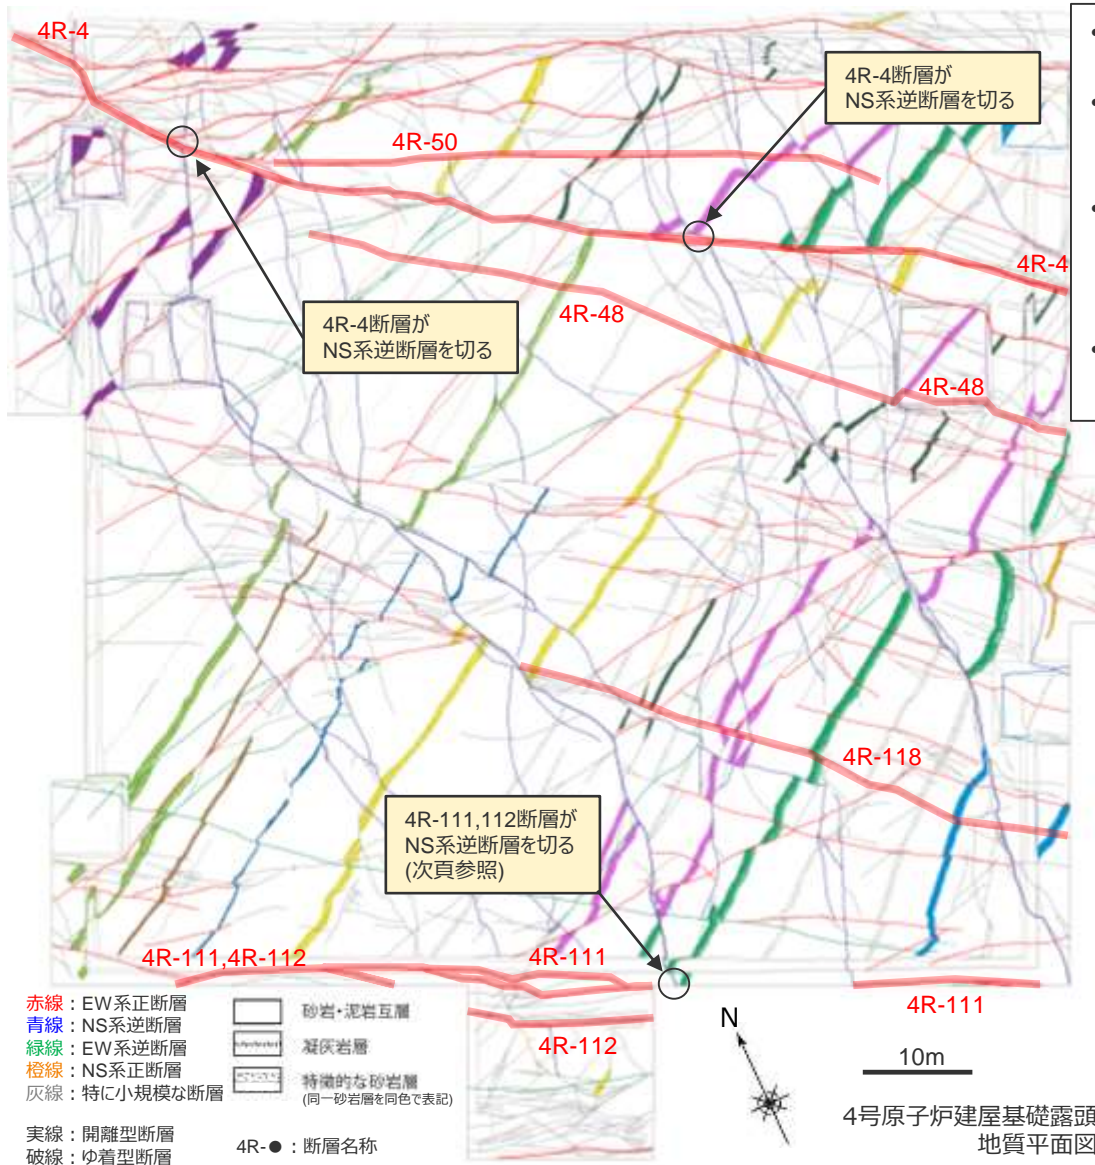 4R-4
4R-4断層が
NS系逆断層を切る
4R-50
4R-4
4R-4断層が
NS系逆断層を切る
4R-48
4R-48
4R-118
4R-111,112断層が
NS系逆断層を切る
(次頁参照)
4R-111,4R-112
4R-111
4R-111
4R-112
赤線：EW系正断層
青線：NS系逆断層
緑線：EW系逆断層
橙線：NS系正断層
灰線：特に小規模な断層
実線：開離型断層
破線：ゆ着型断層
砂岩・泥岩互層
凝灰岩層
特徴的な砂岩層
(同一砂岩層を同色で表記)
4R-●：断層名称
N
10m
4号原子炉建屋基礎露頭
地質平面図